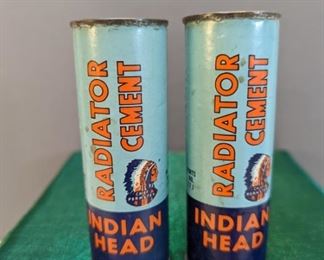 RADIATOR
CEMENT
INDIAN
HEAD
RADIATOR
CEMENT
INDIAN
HEAD